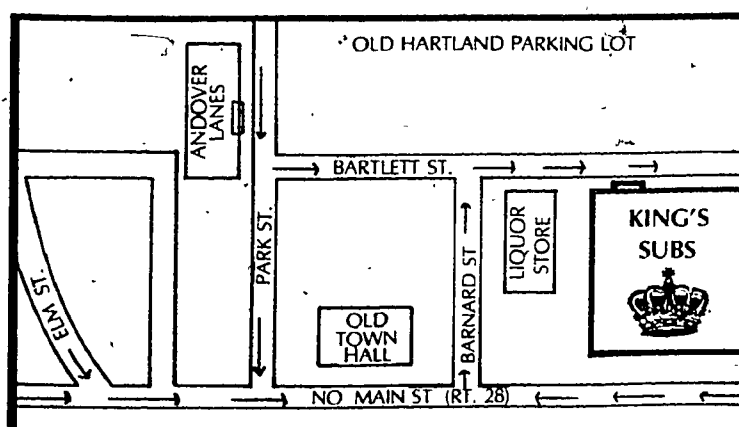 OLD HARTLAND PARKING LOT
ANDOVER
LANES
BARTLETT ST.
PARK ST.
ELM ST.
OLD
TOWN
HALL
BARNARD ST
LIQUOR
STORE
KING'S
SUBS
NO MAIN ST (RT. 28)